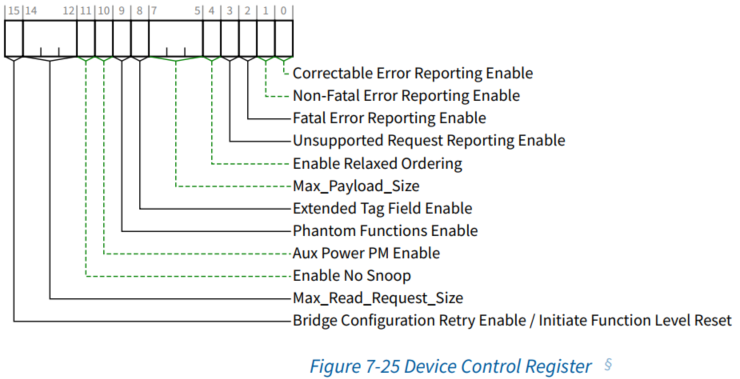 15 14 12 11 10 9 8 7 5 4 3 2 1 0
Correctable Error Reporting Enable
Non-Fatal Error Reporting Enable
Fatal Error Reporting Enable
Unsupported Request Reporting Enable
Enable Relaxed Ordering
Max_Payload_Size
Extended Tag Field Enable
Phantom Functions Enable
Aux Power PM Enable
Enable No Snoop
Max_Read_Request_Size
Bridge Configuration Retry Enable / Initiate Function Level Reset
Figure 7-25 Device Control Register §